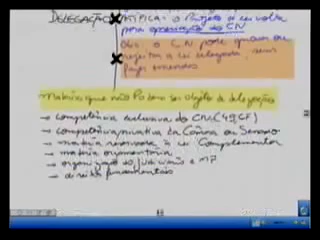 DELEGAÇÃO ATÍPICA: o Projeto de lei volta
para apreciação do CN
Obs: o CN pode aprovar ou
rejeitar a lei delegada, sem
fazer emendas
Matérias que não Podem ser objeto de delegação
→ competência exclusiva do CN (49, CF)
→ competência privativa da Câmara ou Senado
→ matéria reservada à lei Complementar
→ matéria orçamentária
→ organização do judiciário e MP
→ direitos fundamentais